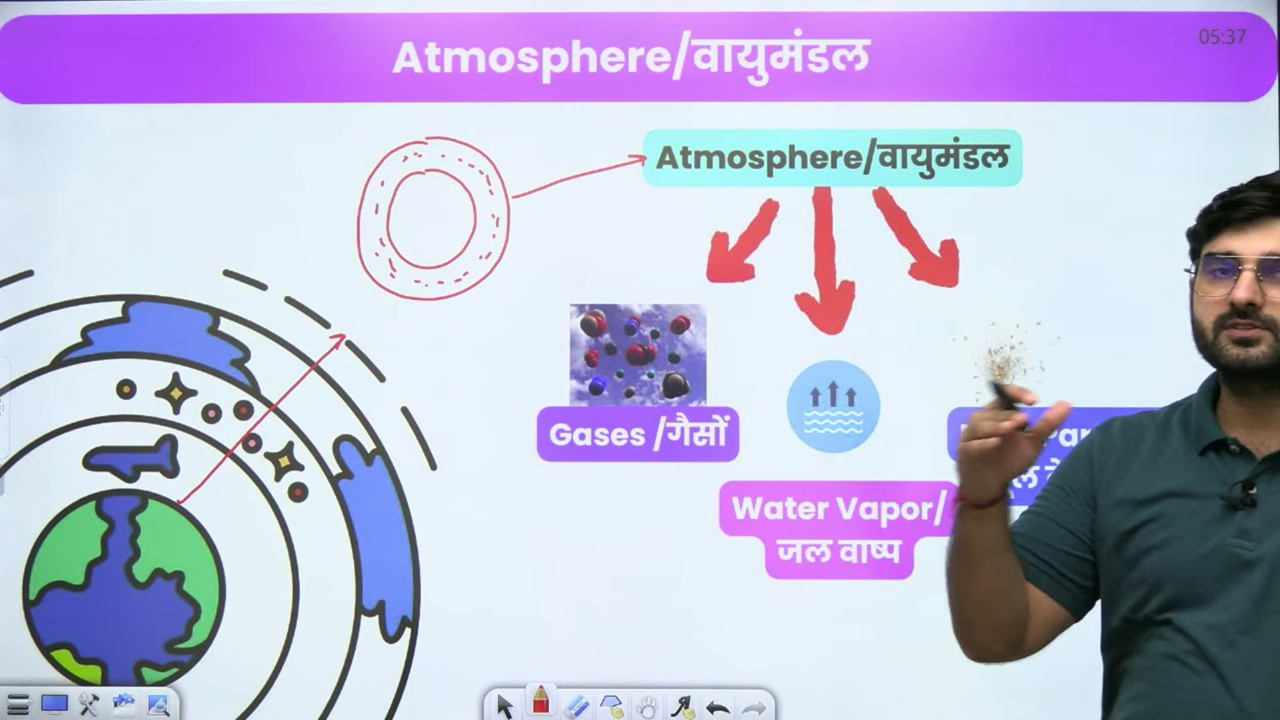 Atmosphere/वायुमंडल
05:37
Atmosphere/वायुमंडल
Gases /गैसों
Water Vapor/
जल वाष्प